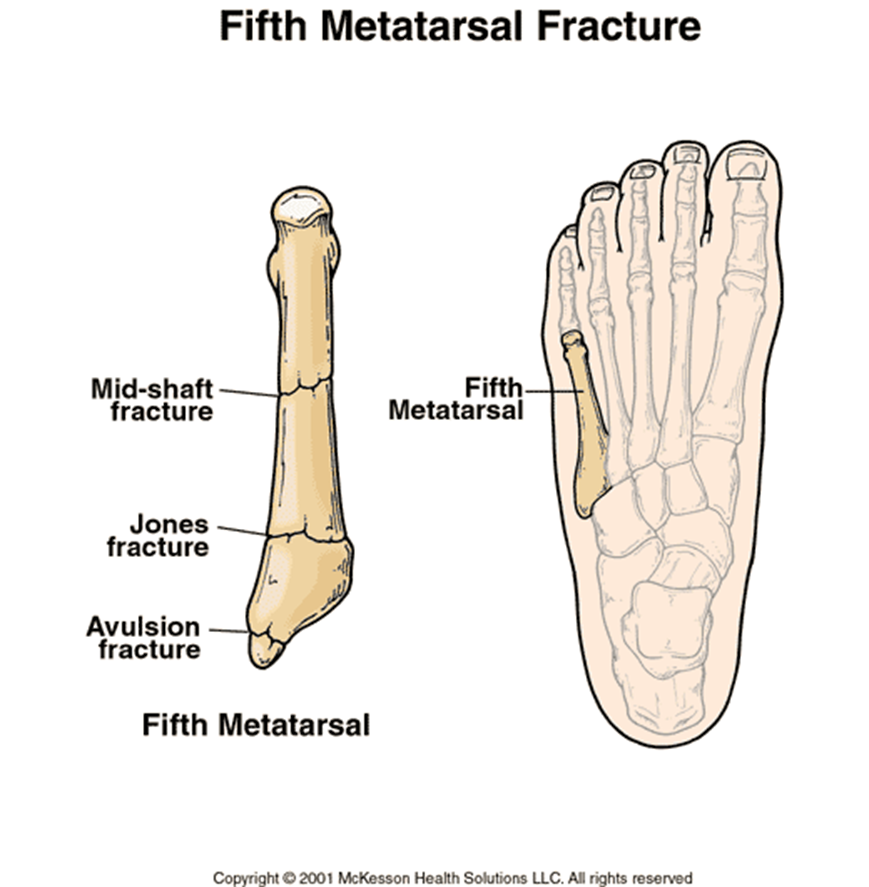 Fifth Metatarsal Fracture
Mid-shaft
fracture
Fifth
Metatarsal
Jones
fracture
Avulsion
fracture
Fifth Metatarsal
Copyright © 2001 McKesson Health Solutions LLC. All rights reserved